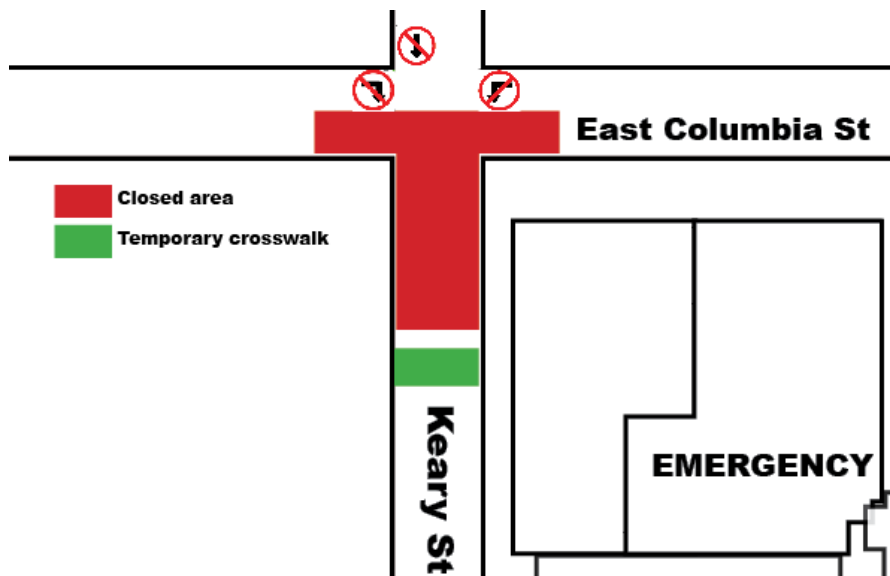 East Columbia St
Closed area
Temporary crosswalk
Keary St
EMERGENCY